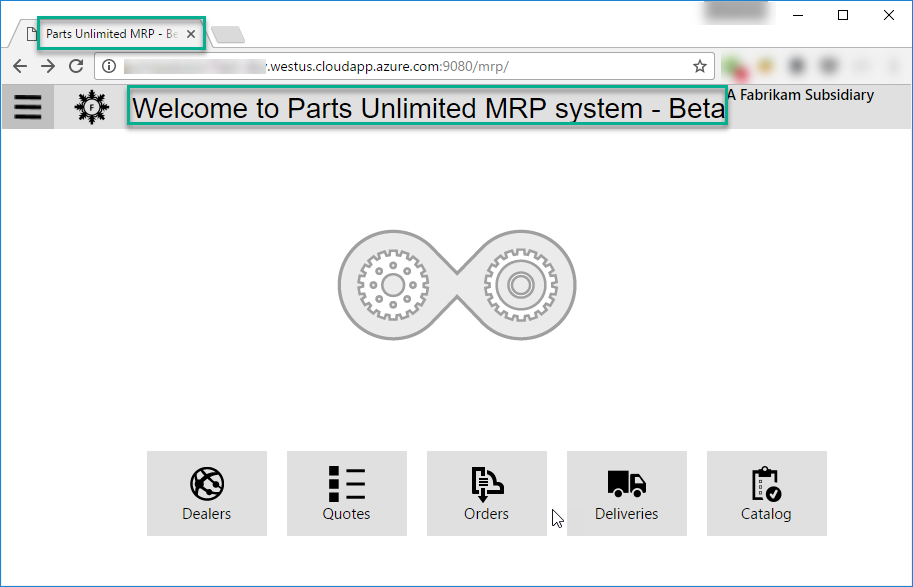 Parts Unlimited MRP - Be
.westus.cloudapp.azure.com:9080/mrp/
F
Welcome to Parts Unlimited MRP system - Beta
A Fabrikam Subsidiary
Dealers
Quotes
Orders
Deliveries
Catalog